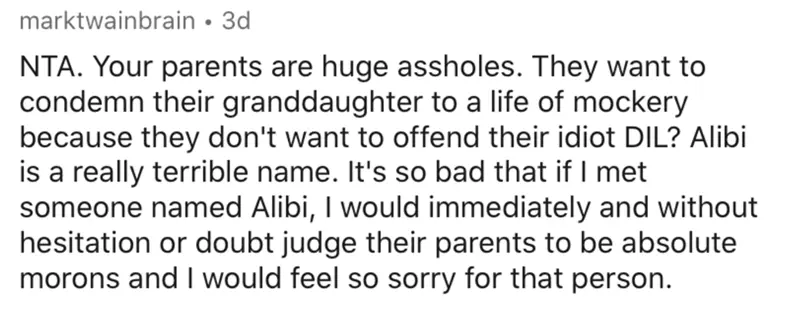 marktwainbrain • 3d
NTA. Your parents are huge assholes. They want to
condemn their granddaughter to a life of mockery
because they don't want to offend their idiot DIL? Alibi
is a really terrible name. It's so bad that if I met
someone named Alibi, I would immediately and without
hesitation or doubt judge their parents to be absolute
morons and I would feel so sorry for that person.